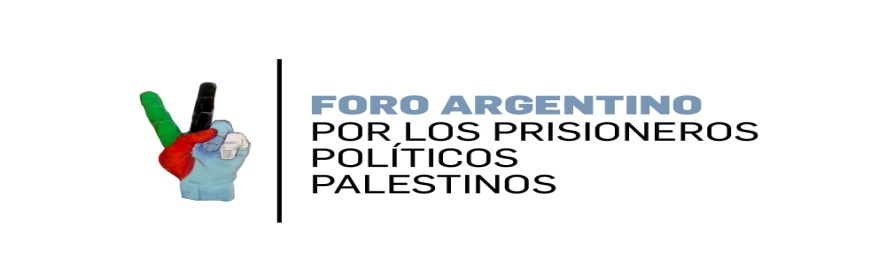 FORO ARGENTINO
POR LOS PRISIONEROS
POLÍTICOS
PALESTINOS